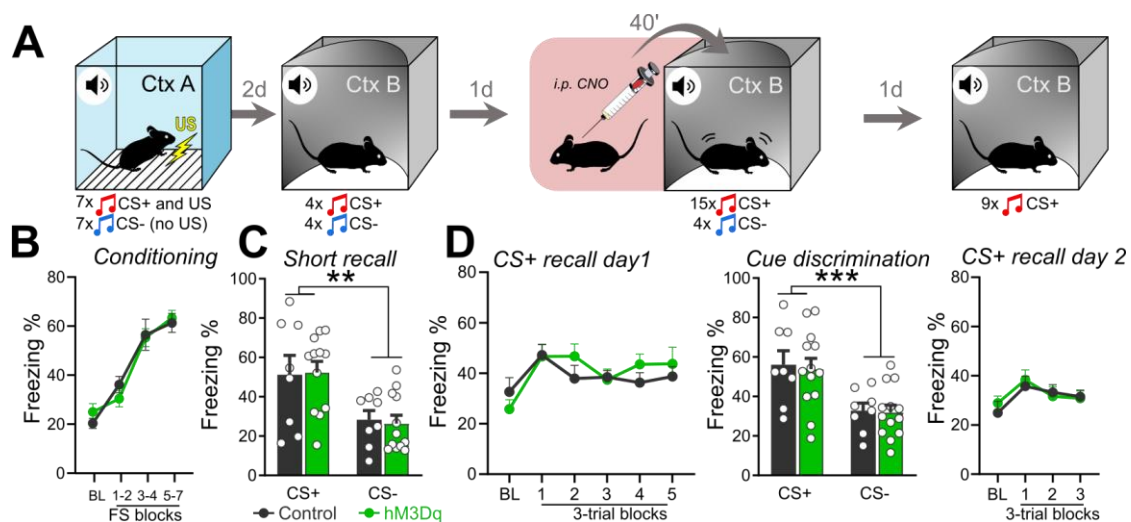 A
Ctx A
US
7x CS+ and US
7x CS- (no US)
2d
Ctx B
4x CS+
4x CS-
1d
i.p. CNO
40'
Ctx B
15x CS+
4x CS-
1d
Ctx B
9x CS+
B
Conditioning
Freezing %
80
60
40
20
0
BL 1-2 3-4 5-7
FS blocks
C
Short recall
**
Freezing %
100
80
60
40
20
0
CS+ CS-
Control hM3Dq
D
CS+ recall day1
Freezing %
80
60
40
20
0
BL 1 2 3 4 5
3-trial blocks
Cue discrimination
***
Freezing %
100
80
60
40
20
0
CS+ CS-
CS+ recall day 2
Freezing %
80
60
40
20
0
BL 1 2 3
3-trial blocks